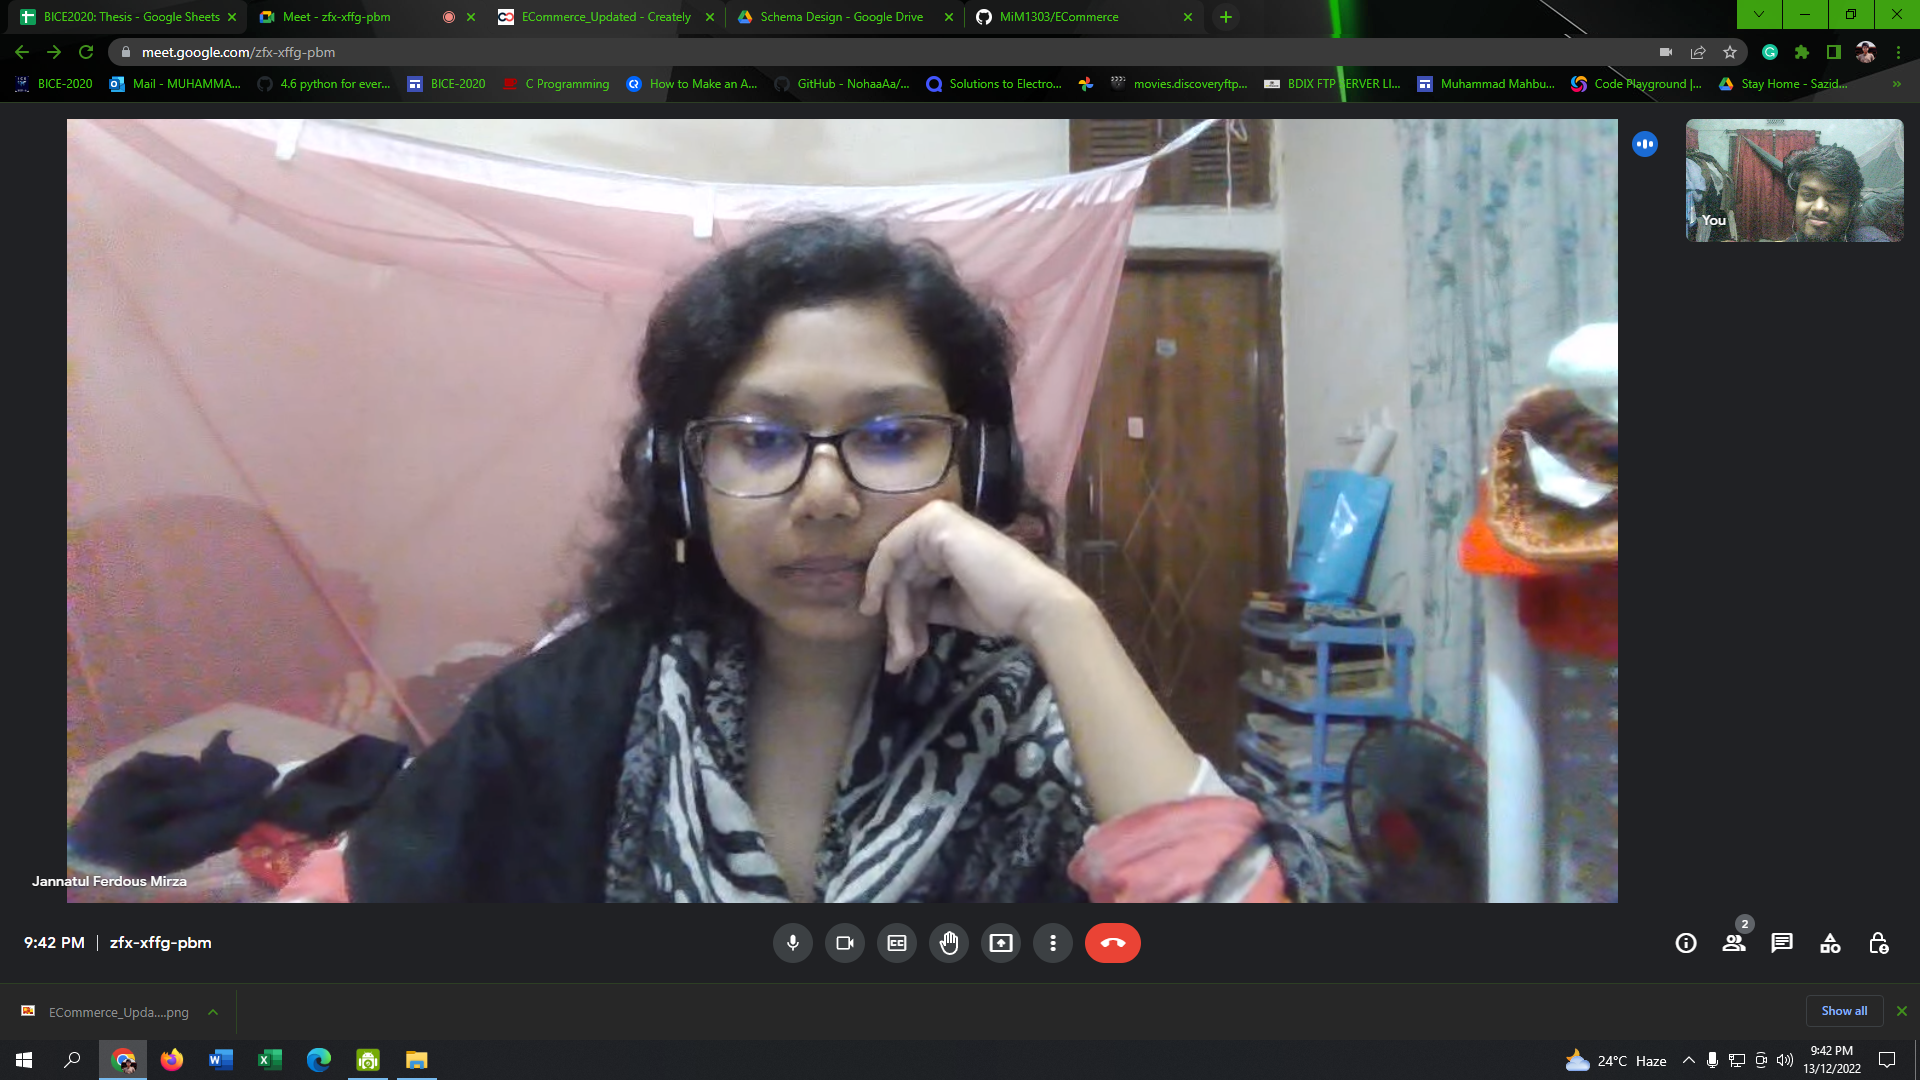 BICE2020: Thesis - Google Sheets
Meet - zfx-xffg-pbm
ECommerce_Updated - Creately
Schema Design - Google Drive
MiM1303/ECommerce
meet.google.com/zfx-xffg-pbm
BICE-2020
Mail - MUHAMMA...
4.6 python for ever...
BICE-2020
C Programming
How to Make an A...
GitHub - NohaaAa/...
Solutions to Electro...
movies.discoveryftp...
BDIX FTP SERVER LI...
Muhammad Mahbu...
Code Playground |...
Stay Home - Sazid...
You
Jannatul Ferdous Mirza
9:42 PM | zfx-xffg-pbm
2
ECommerce_Upda....png
Show all
24°C Haze
9:42 PM
13/12/2022